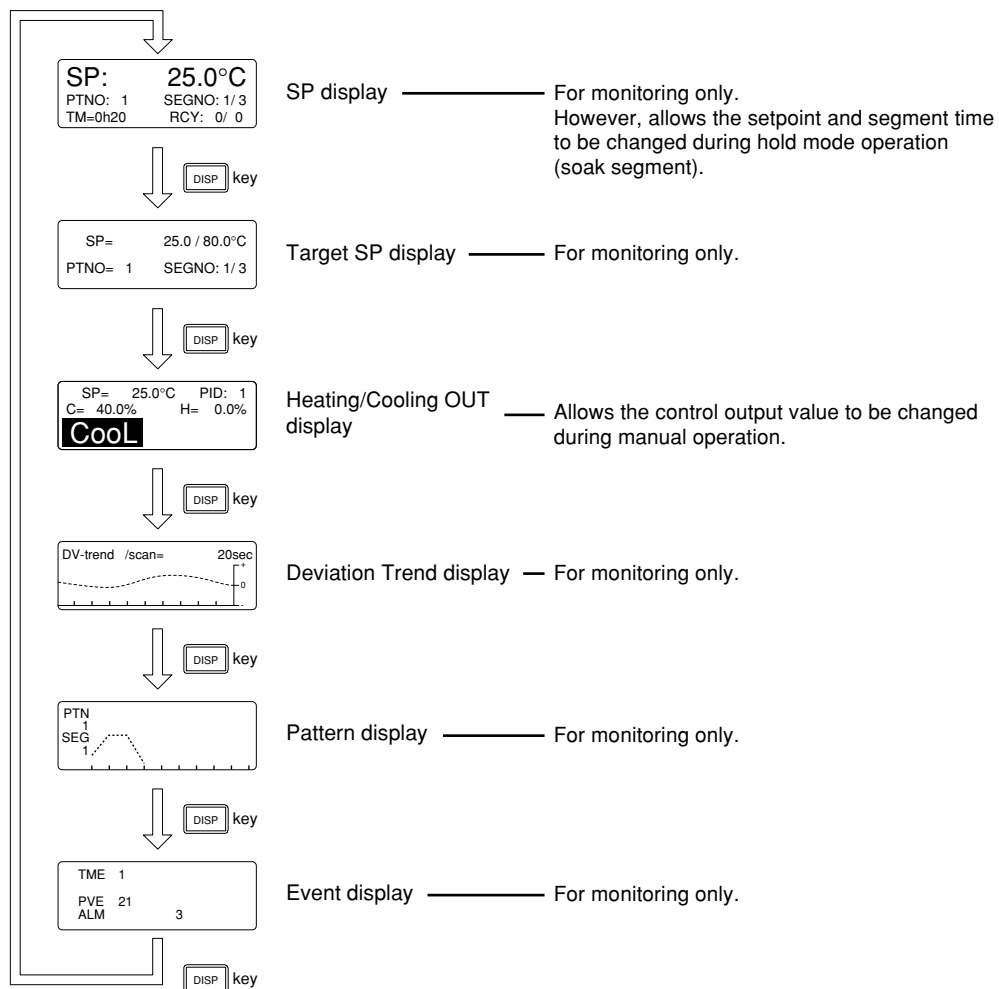 SP: 25.0°C
PTNO: 1 SEGNO: 1/ 3
TM=0h20 RCY: 0/ 0
SP display
For monitoring only.
However, allows the setpoint and segment time
to be changed during hold mode operation
(soak segment).
DISP key
SP= 25.0 / 80.0°C
PTNO= 1 SEGNO: 1/ 3
Target SP display
For monitoring only.
DISP key
SP= 25.0°C PID: 1
C= 40.0% H= 0.0%
CooL
Heating/Cooling OUT
display
Allows the control output value to be changed
during manual operation.
DISP key
DV-trend /scan= 20sec
+
0
-
Deviation Trend display
For monitoring only.
DISP key
PTN
1
SEG
1
Pattern display
For monitoring only.
DISP key
TME 1
PVE 21
ALM 3
Event display
For monitoring only.
DISP key